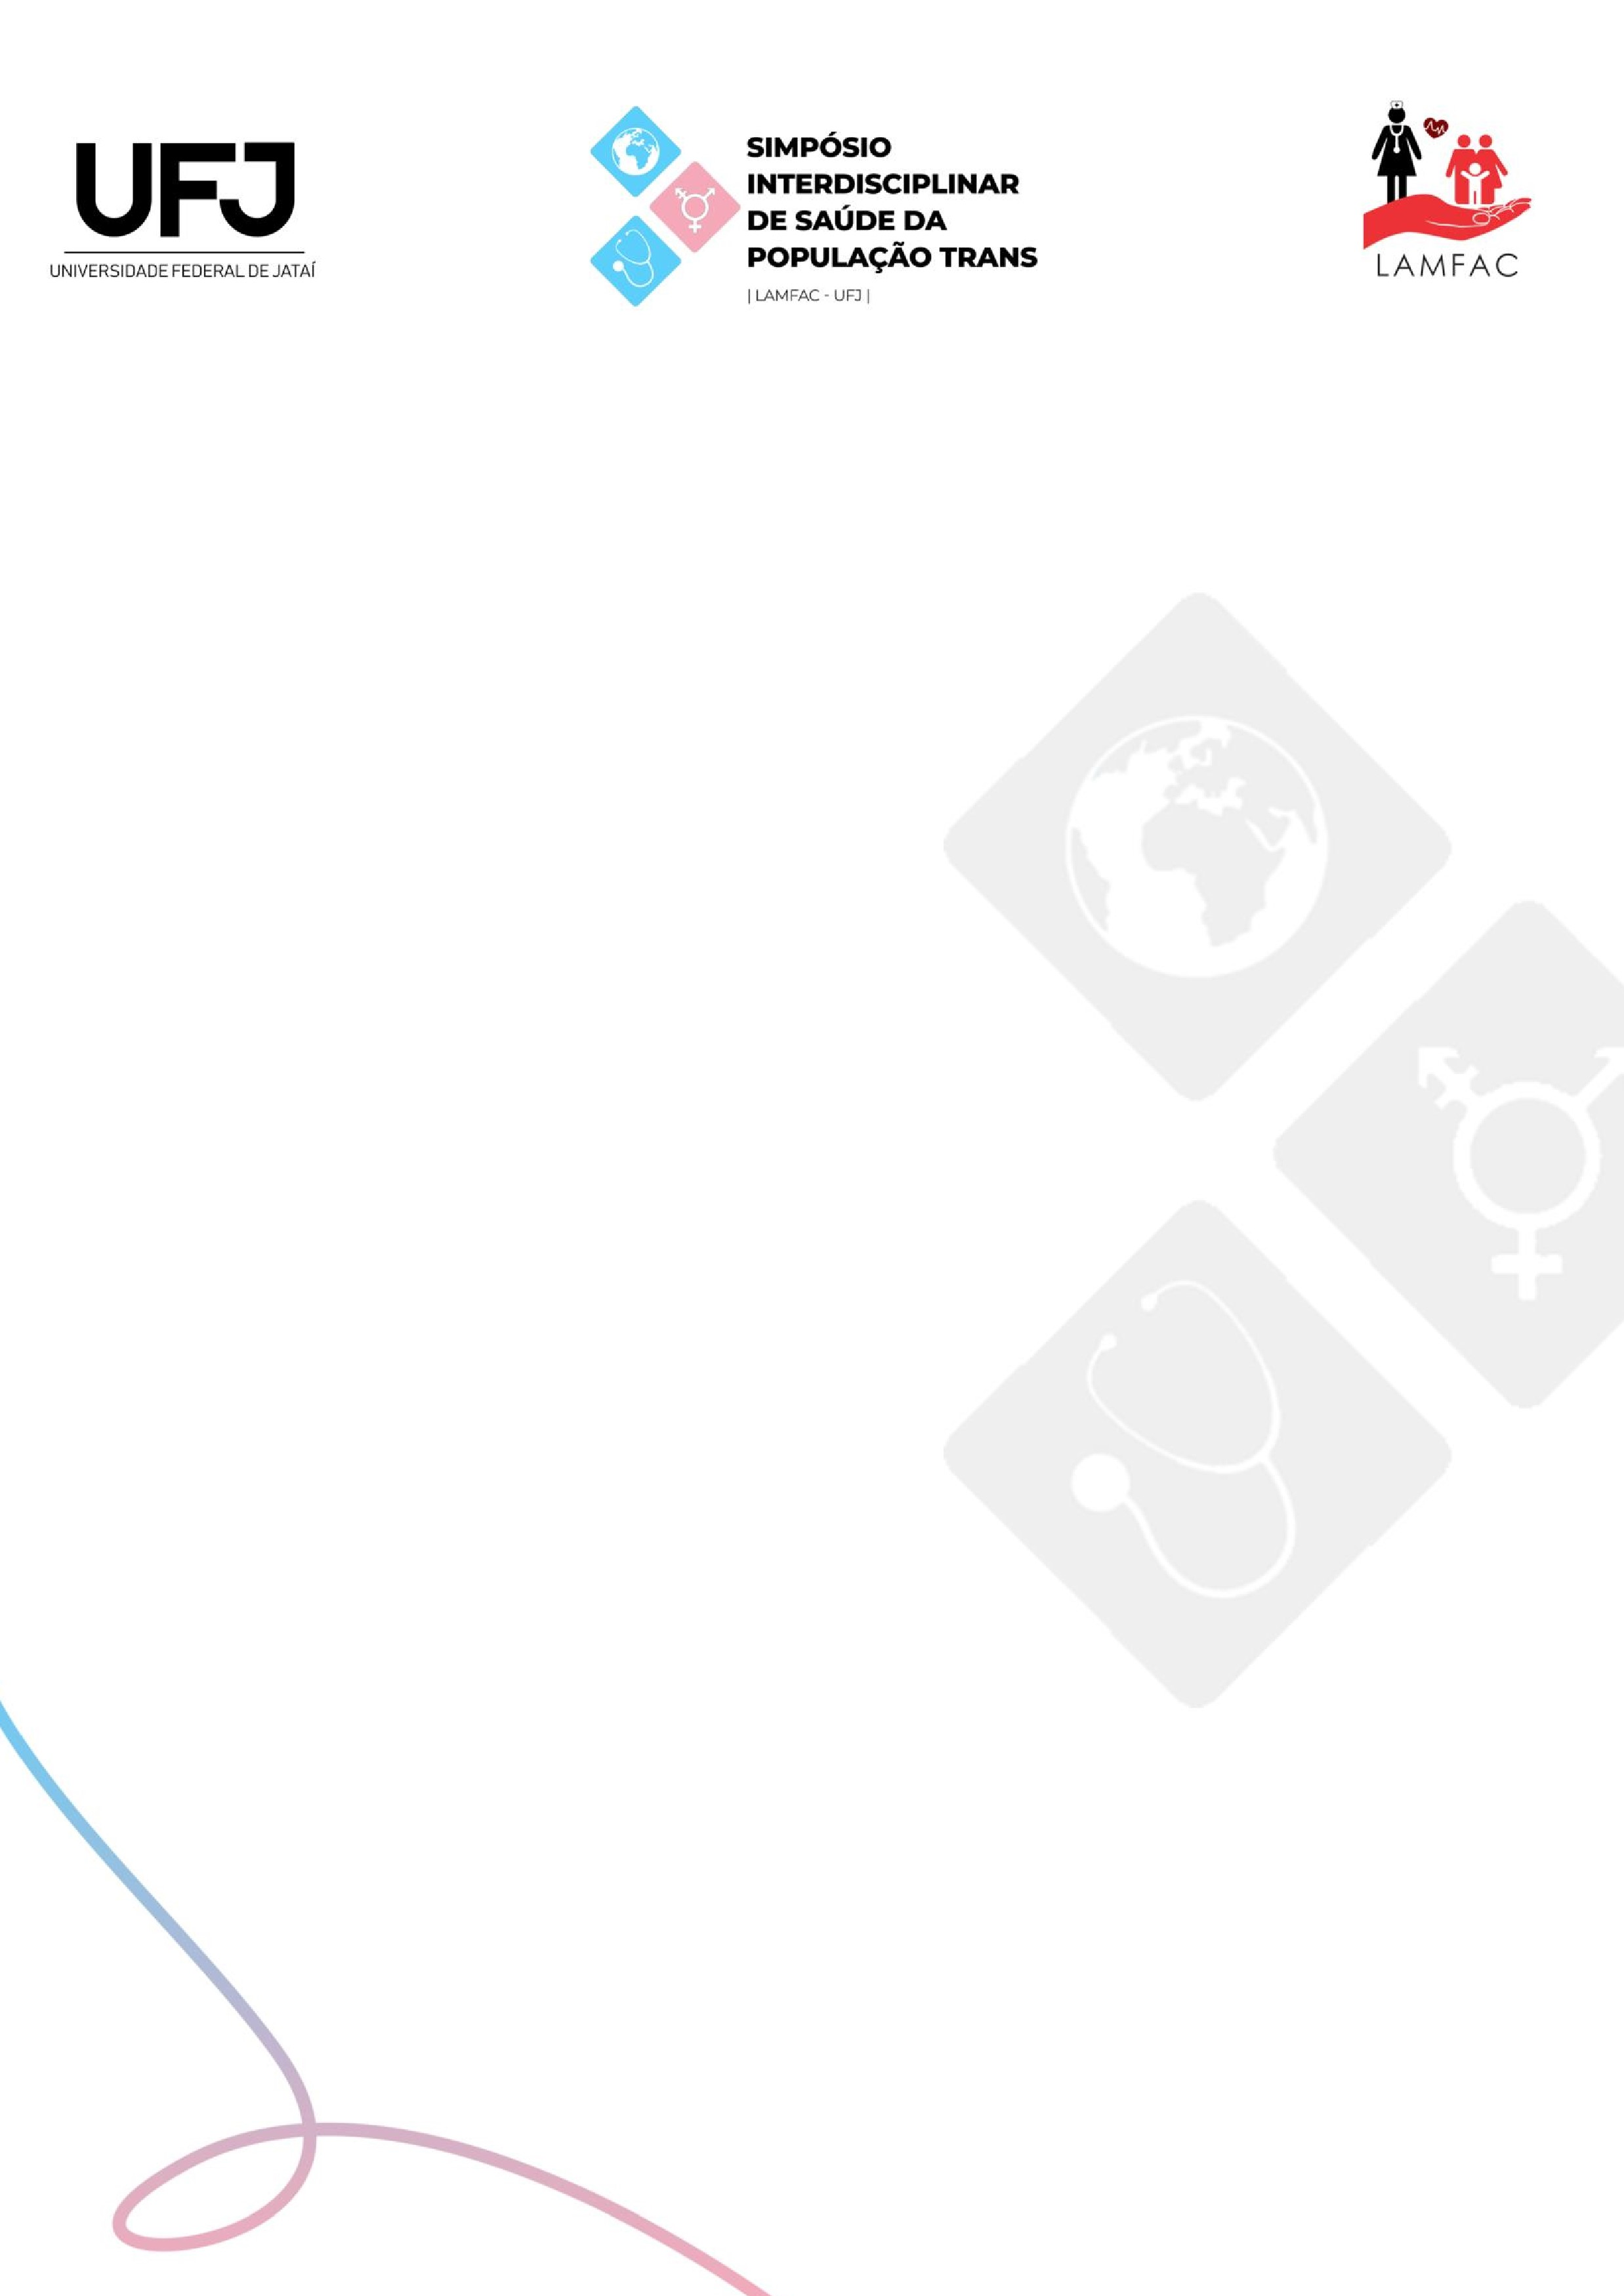 UFJ
UNIVERSIDADE FEDERAL DE JATAÍ
SIMPÓSIO
INTERDISCIPLINAR
DE SAÚDE DA
POPULAÇÃO TRANS
| LAMFAC - UFJ |
LAMFAC